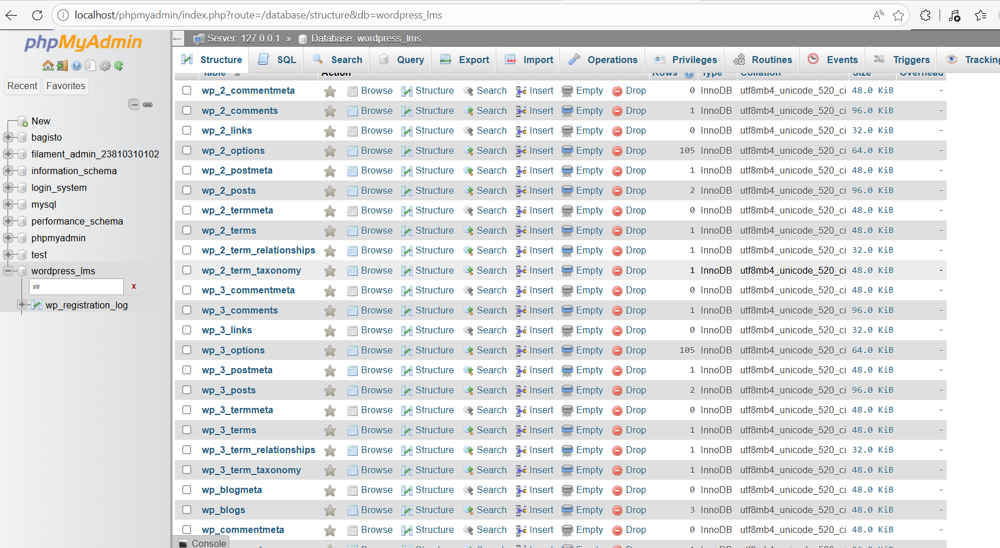 localhost/phpmyadmin/index.php?route=/database/structure&db=wordpress_lms
phpMyAdmin
Recent Favorites
New
bagisto
filament_admin_23810310102
information_schema
login_system
mysql
performance_schema
phpmyadmin
test
wordpress_lms
str X
wp_registration_log
Server: 127.0.0.1 » Database: wordpress_lms
Structure SQL Search Query Export Import Operations Privileges Routines Events Triggers Tracking
Table Action Rows Type Collation Size Overhead
wp_2_commentmeta Browse Structure Search Insert Empty Drop 0 InnoDB utf8mb4_unicode_520_ci 48.0 KiB -
wp_2_comments Browse Structure Search Insert Empty Drop 1 InnoDB utf8mb4_unicode_520_ci 96.0 KiB -
wp_2_links Browse Structure Search Insert Empty Drop 0 InnoDB utf8mb4_unicode_520_ci 32.0 KiB -
wp_2_options Browse Structure Search Insert Empty Drop 105 InnoDB utf8mb4_unicode_520_ci 64.0 KiB -
wp_2_postmeta Browse Structure Search Insert Empty Drop 1 InnoDB utf8mb4_unicode_520_ci 48.0 KiB -
wp_2_posts Browse Structure Search Insert Empty Drop 2 InnoDB utf8mb4_unicode_520_ci 96.0 KiB -
wp_2_termmeta Browse Structure Search Insert Empty Drop 0 InnoDB utf8mb4_unicode_520_ci 48.0 KiB -
wp_2_terms Browse Structure Search Insert Empty Drop 1 InnoDB utf8mb4_unicode_520_ci 48.0 KiB -
wp_2_term_relationships Browse Structure Search Insert Empty Drop 1 InnoDB utf8mb4_unicode_520_ci 32.0 KiB -
wp_2_term_taxonomy Browse Structure Search Insert Empty Drop 1 InnoDB utf8mb4_unicode_520_ci 48.0 KiB -
wp_3_commentmeta Browse Structure Search Insert Empty Drop 0 InnoDB utf8mb4_unicode_520_ci 48.0 KiB -
wp_3_comments Browse Structure Search Insert Empty Drop 1 InnoDB utf8mb4_unicode_520_ci 96.0 KiB -
wp_3_links Browse Structure Search Insert Empty Drop 0 InnoDB utf8mb4_unicode_520_ci 32.0 KiB -
wp_3_options Browse Structure Search Insert Empty Drop 105 InnoDB utf8mb4_unicode_520_ci 64.0 KiB -
wp_3_postmeta Browse Structure Search Insert Empty Drop 1 InnoDB utf8mb4_unicode_520_ci 48.0 KiB -
wp_3_posts Browse Structure Search Insert Empty Drop 2 InnoDB utf8mb4_unicode_520_ci 96.0 KiB -
wp_3_termmeta Browse Structure Search Insert Empty Drop 0 InnoDB utf8mb4_unicode_520_ci 48.0 KiB -
wp_3_terms Browse Structure Search Insert Empty Drop 1 InnoDB utf8mb4_unicode_520_ci 48.0 KiB -
wp_3_term_relationships Browse Structure Search Insert Empty Drop 1 InnoDB utf8mb4_unicode_520_ci 32.0 KiB -
wp_3_term_taxonomy Browse Structure Search Insert Empty Drop 1 InnoDB utf8mb4_unicode_520_ci 48.0 KiB -
wp_blogmeta Browse Structure Search Insert Empty Drop 0 InnoDB utf8mb4_unicode_520_ci 48.0 KiB -
wp_blogs Browse Structure Search Insert Empty Drop 3 InnoDB utf8mb4_unicode_520_ci 48.0 KiB -
wp_commentmeta Browse Structure Search Insert Empty Drop 0 InnoDB utf8mb4_unicode_520_ci 48.0 KiB -
Console